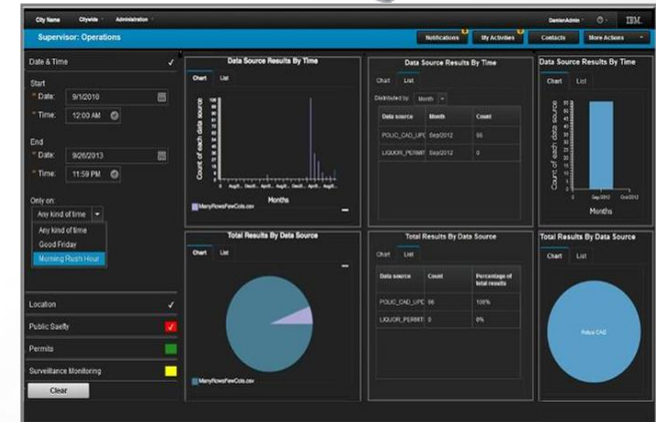 City Name Citywide Administration DamienAdmin IBM.
Supervisor: Operations Notifications My Activities Contacts More Actions
Date & Time
Start
* Date: 9/1/2010
* Time: 12:00 AM
End
* Date: 9/26/2013
* Time: 11:59 PM
Only on:
Any kind of time
Any kind of time
Good Friday
Morning Rush Hour
Location
Public Saefly
Permits
Surveillance Monitoring
Clear
Data Source Results By Time
Chart List
Count of each data source
Months
ManyRowsFewCols.csv
Data Source Results By Time
Chart List
Distributed by: Month
Data source Month Count
POLIC_CAD_UPD Sep/2012 66
LIQUOR_PERMIT Sep/2012 0
Data Source Results By Time
Chart List
Count of each data source
0 Sep/2012 Oct/2012
Months
Total Results By Data Source
Chart List
ManyRowsFewCols.csv
Total Results By Data Source
Chart List
Data source Count Percentage of
total results
POLIC_CAD_UPD 66 100%
LIQUOR_PERMIT 0 0%
Total Results By Data Source
Chart List
Police CAD